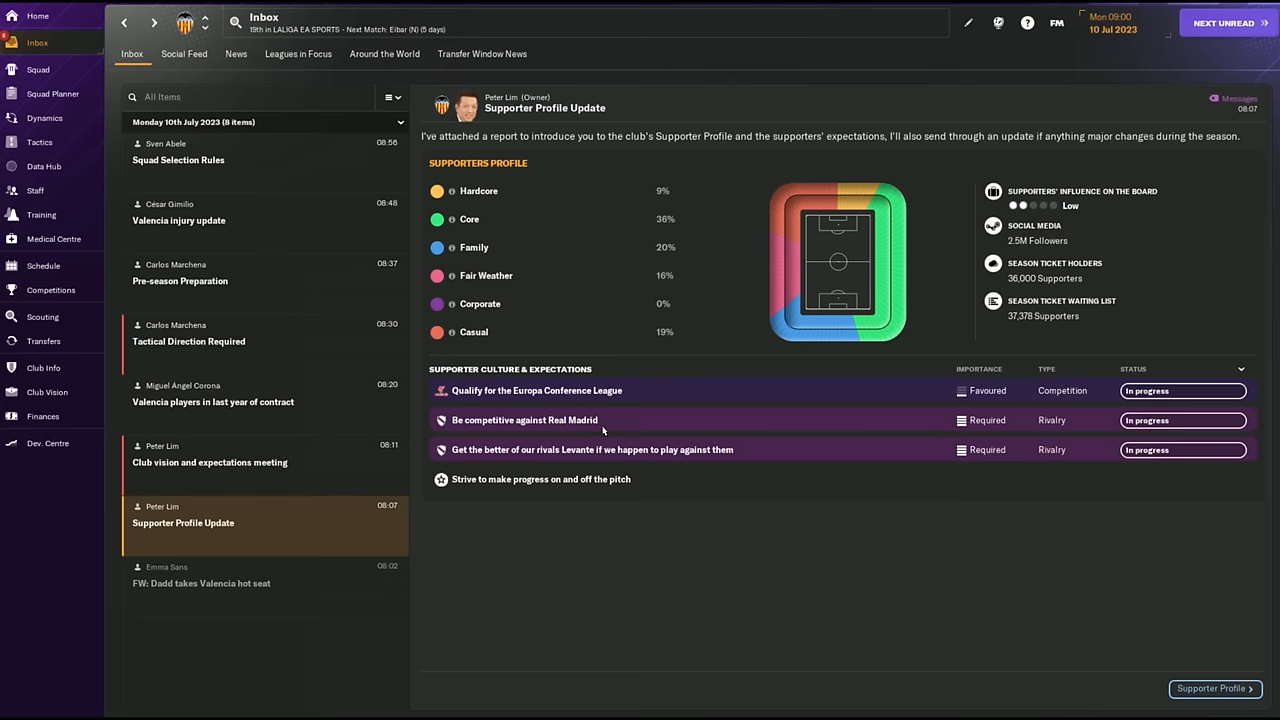 Home
Inbox
Squad
Squad Planner
Dynamics
Tactics
Data Hub
Staff
Training
Medical Centre
Schedule
Competitions
Scouting
Transfers
Club Info
Club Vision
Finances
Dev. Centre
Inbox
19th in LALIGA EA SPORTS - Next Match: Eibar (N) (5 days)
FM
Mon 09:00
10 Jul 2023
NEXT UNREAD
Inbox
Social Feed
News
Leagues in Focus
Around the World
Transfer Window News
All Items
Monday 10th July 2023 (8 items)
Sven Abele 08:56
Squad Selection Rules
César Gimilio 08:48
Valencia injury update
Carlos Marchena 08:37
Pre-season Preparation
Carlos Marchena 08:30
Tactical Direction Required
Miguel Ángel Corona 08:20
Valencia players in last year of contract
Peter Lim 08:11
Club vision and expectations meeting
Peter Lim 08:07
Supporter Profile Update
Emma Sans 08:02
FW: Dadd takes Valencia hot seat
Peter Lim (Owner)
Supporter Profile Update
Messages
08:07
I've attached a report to introduce you to the club's Supporter Profile and the supporters' expectations, I'll also send through an update if anything major changes during the season.
SUPPORTERS PROFILE
Hardcore 9%
Core 36%
Family 20%
Fair Weather 16%
Corporate 0%
Casual 19%
SUPPORTERS' INFLUENCE ON THE BOARD
Low
SOCIAL MEDIA
2.5M Followers
SEASON TICKET HOLDERS
36,000 Supporters
SEASON TICKET WAITING LIST
37,378 Supporters
SUPPORTER CULTURE & EXPECTATIONS IMPORTANCE TYPE STATUS
Qualify for the Europa Conference League Favoured Competition In progress
Be competitive against Real Madrid Required Rivalry In progress
Get the better of our rivals Levante if we happen to play against them Required Rivalry In progress
Strive to make progress on and off the pitch
Supporter Profile